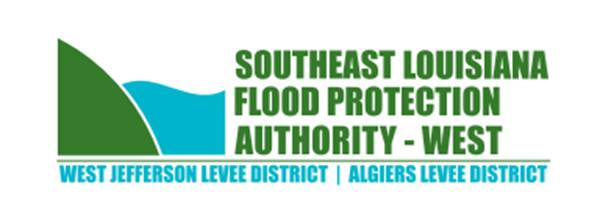 SOUTHEAST LOUISIANA
FLOOD PROTECTION
AUTHORITY - WEST
WEST JEFFERSON LEVEE DISTRICT | ALGIERS LEVEE DISTRICT